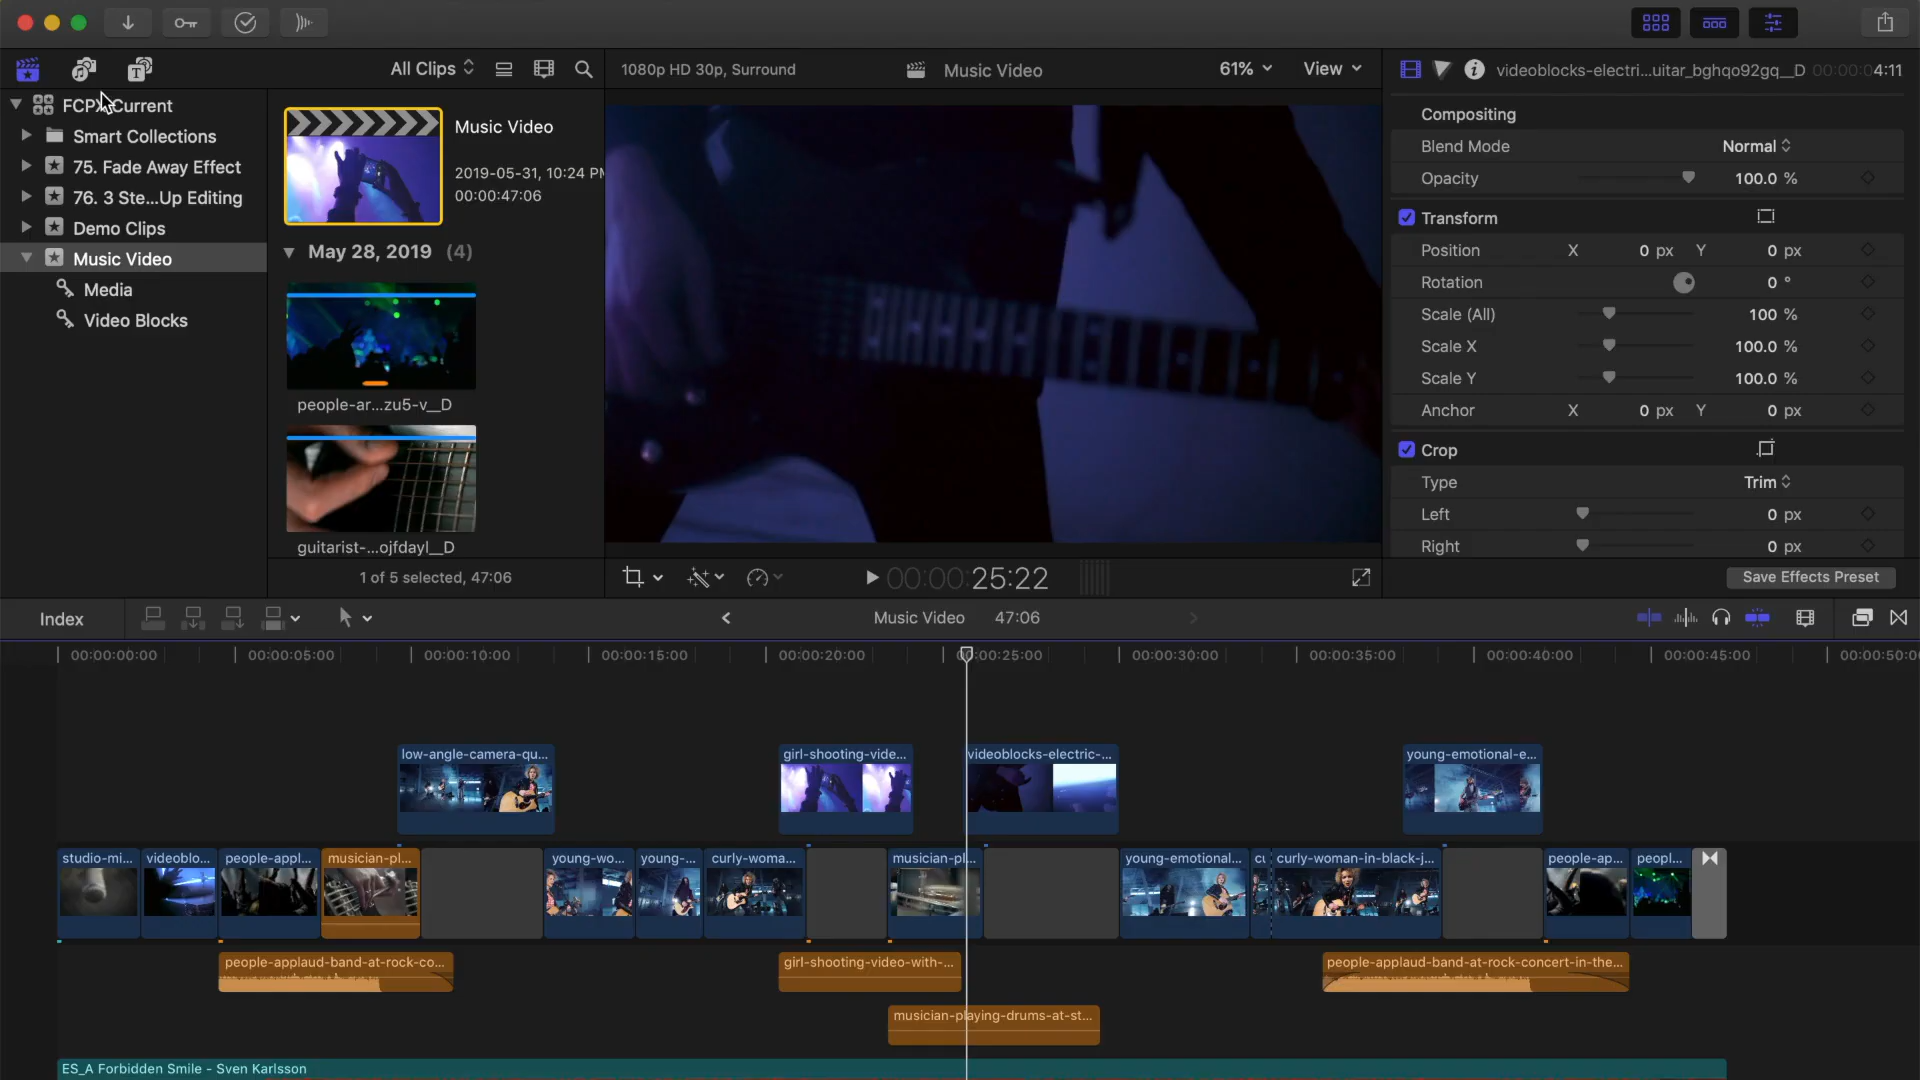 All Clips
1080p HD 30p, Surround
Music Video
61%
View
videoblocks-electri...uitar_bghqo92gq__D
00:00:04:11
FCPX Current
Smart Collections
75. Fade Away Effect
76. 3 Ste...Up Editing
Demo Clips
Music Video
Media
Video Blocks
Music Video
2019-05-31, 10:24 PM
00:00:47:06
May 28, 2019 (4)
people-ar...zu5-v__D
guitarist-...ojfdayl__D
1 of 5 selected, 47:06
00:00:25:22
Compositing
Blend Mode Normal
Opacity 100.0 %
Transform
Position X 0 px Y 0 px
Rotation 0 °
Scale (All) 100 %
Scale X 100.0 %
Scale Y 100.0 %
Anchor X 0 px Y 0 px
Crop
Type Trim
Left 0 px
Right 0 px
Save Effects Preset
Index
Music Video 47:06
00:00:00:00 00:00:05:00 00:00:10:00 00:00:15:00 00:00:20:00 00:00:25:00 00:00:30:00 00:00:35:00 00:00:40:00 00:00:45:00 00:00:50:0
low-angle-camera-qu... girl-shooting-vide... videoblocks-electric-... young-emotional-e...
studio-mi... videoblo... people-appl... musician-pl... young-wo... young-... curly-woma... musician-pl... young-emotional... cu curly-woman-in-black-j... people-ap... peopl...
people-applaud-band-at-rock-co... girl-shooting-video-with-... people-applaud-band-at-rock-concert-in-the...
musician-playing-drums-at-st...
ES_A Forbidden Smile - Sven Karlsson